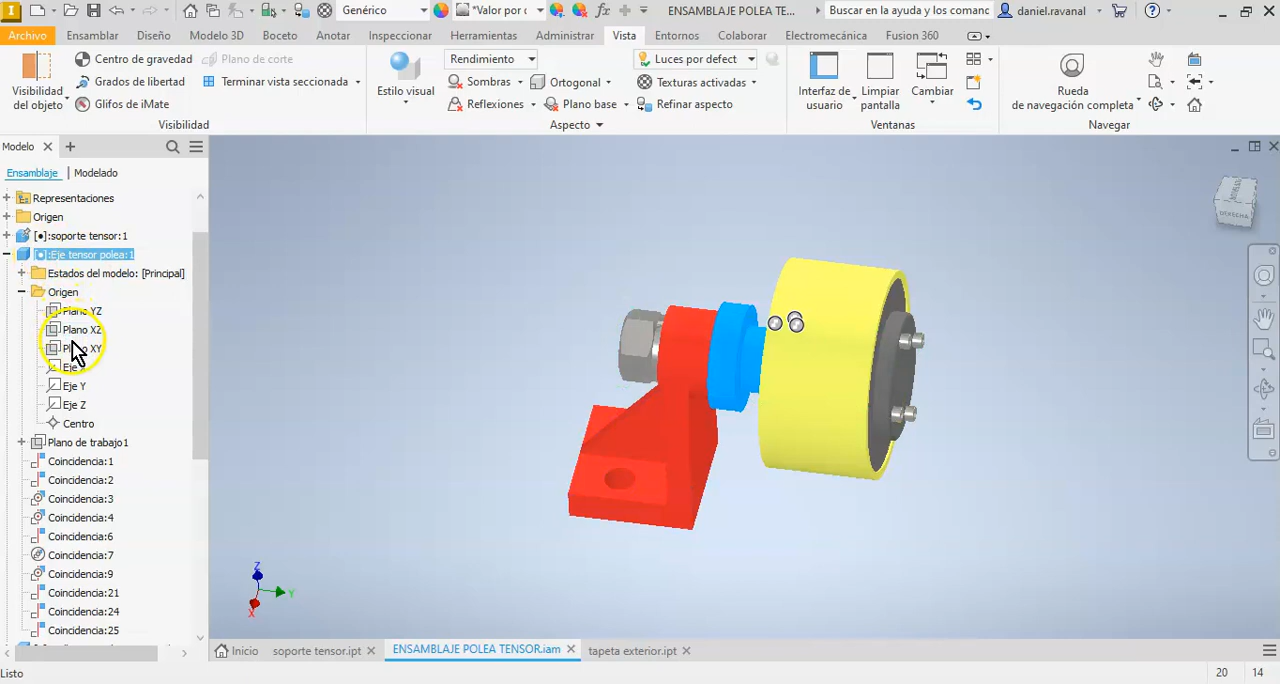 Genérico
*Valor por d
ENSAMBLAJE POLEA TE...
Buscar en la ayuda y los comanc
daniel.ravanal
Archivo
Ensamblar
Diseño
Modelo 3D
Boceto
Anotar
Inspeccionar
Herramientas
Administrar
Vista
Entornos
Colaborar
Electromecánica
Fusion 360
Visibilidad
del objeto
Centro de gravedad
Grados de libertad
Glifos de iMate
Plano de corte
Terminar vista seccionada
Visibilidad
Estilo visual
Rendimiento
Sombras
Reflexiones
Ortogonal
Plano base
Luces por defect
Texturas activadas
Refinar aspecto
Aspecto
Interfaz de
usuario
Limpiar
pantalla
Cambiar
Ventanas
Rueda
de navegación completa
Navegar
Modelo
Ensamblaje
Modelado
Representaciones
Origen
[●]:soporte tensor:1
[●]:Eje tensor polea:1
Estados del modelo: [Principal]
Origen
Plano YZ
Plano XZ
Plano XY
Eje
Eje Y
Eje Z
Centro
Plano de trabajo1
Coincidencia:1
Coincidencia:2
Coincidencia:3
Coincidencia:4
Coincidencia:6
Coincidencia:7
Coincidencia:9
Coincidencia:21
Coincidencia:24
Coincidencia:25
DERECHA
Z
Y
X
Inicio
soporte tensor.ipt
ENSAMBLAJE POLEA TENSOR.iam
tapeta exterior.ipt
Listo
20
14